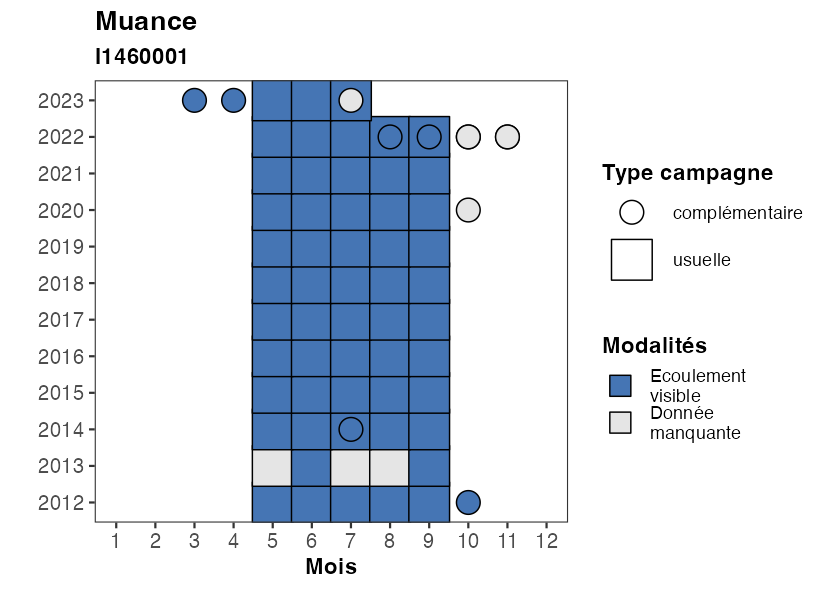 Muance
I1460001
2023
2022
2021
2020
2019
2018
2017
2016
2015
2014
2013
2012
1 2 3 4 5 6 7 8 9 10 11 12
Mois
Type campagne
complémentaire
usuelle
Modalités
Ecoulement
visible
Donnée
manquante